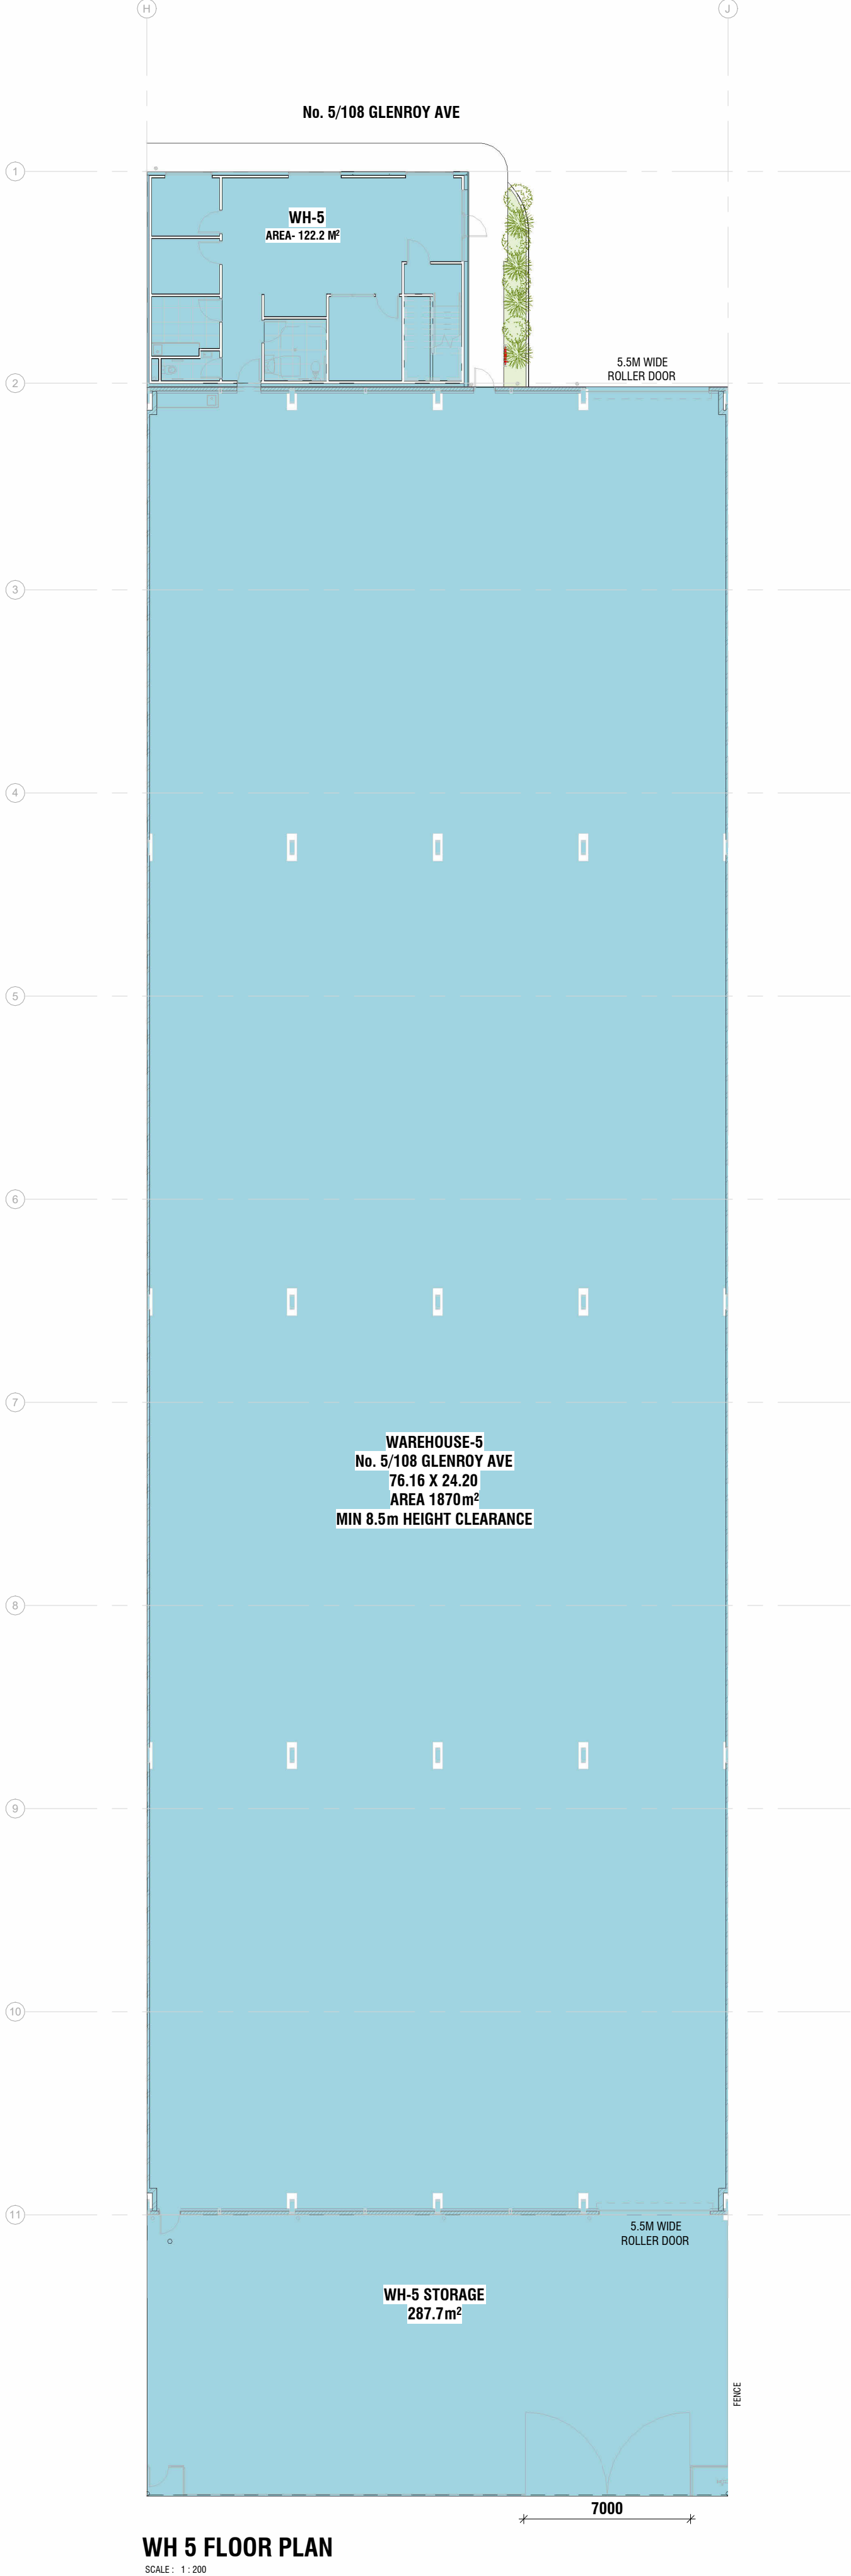 H
J
No. 5/108 GLENROY AVE
1
WH-5
AREA- 122.2 M²
5.5M WIDE
ROLLER DOOR
2
3
4
5
6
7
WAREHOUSE-5
No. 5/108 GLENROY AVE
76.16 X 24.20
AREA 1870m²
MIN 8.5m HEIGHT CLEARANCE
8
9
10
11
5.5M WIDE
ROLLER DOOR
WH-5 STORAGE
287.7m²
FENCE
7000
WH 5 FLOOR PLAN
SCALE : 1 : 200